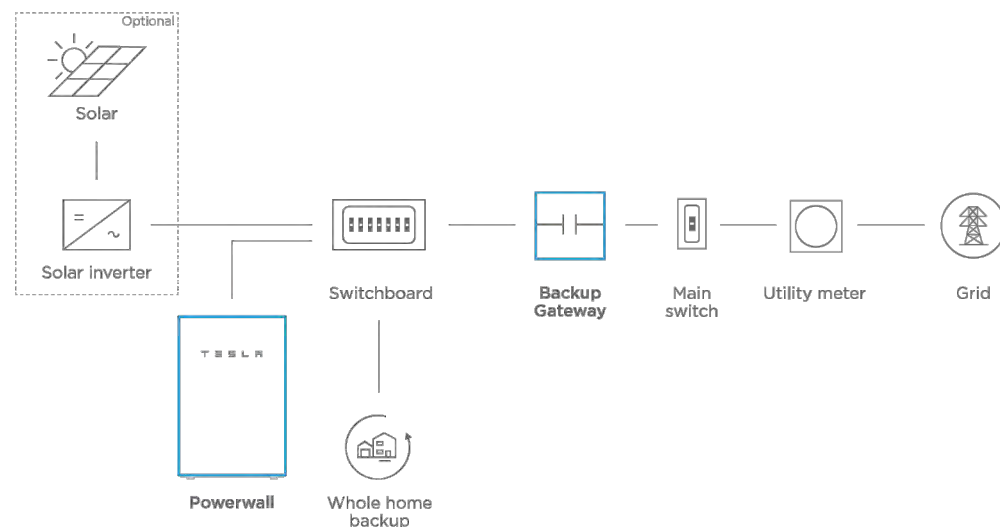 Optional
Solar
Solar inverter
Switchboard
Backup
Gateway
Main
switch
Utility meter
Grid
TESLA
Powerwall
Whole home
backup